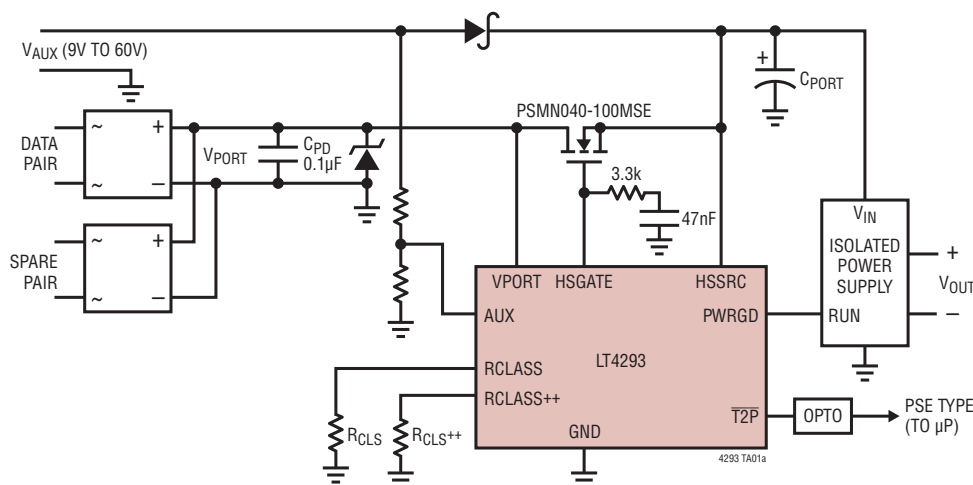 VAUX (9V TO 60V)
DATA
PAIR
~ +
~ –
VPORT
CPD
0.1µF
PSMN040-100MSE
+
CPORT
3.3k
47nF
SPARE
PAIR
~ +
~ –
VPORT HSGATE HSSRC
AUX
PWRGD
RCLASS
LT4293
RCLASS++
T2P
GND
VIN
ISOLATED
POWER
SUPPLY
RUN
+
VOUT
–
RCLS
RCLS++
OPTO
PSE TYPE
(TO µP)
4293 TA01a